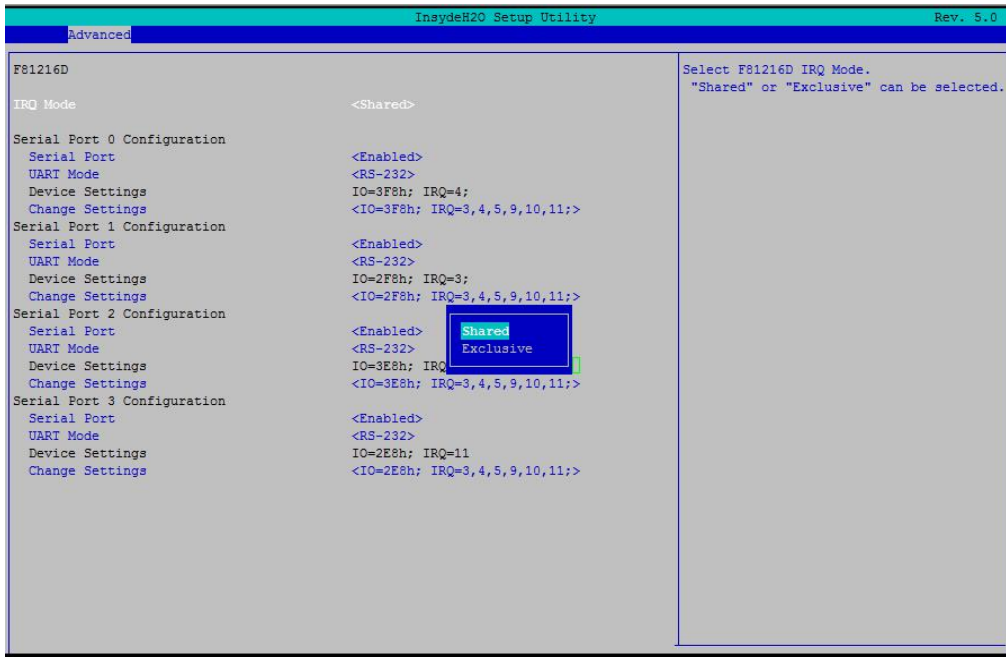 InsydeH2O Setup Utility Rev. 5.0
Advanced
F81216D
IRQ Mode <Shared>
Serial Port 0 Configuration
Serial Port <Enabled>
UART Mode <RS-232>
Device Settings IO=3F8h; IRQ=4;
Change Settings <IO=3F8h; IRQ=3,4,5,9,10,11;>
Serial Port 1 Configuration
Serial Port <Enabled>
UART Mode <RS-232>
Device Settings IO=2F8h; IRQ=3;
Change Settings <IO=2F8h; IRQ=3,4,5,9,10,11;>
Serial Port 2 Configuration
Serial Port <Enabled>
UART Mode <RS-232>
Device Settings IO=3E8h; IRQ
Change Settings <IO=3E8h; IRQ=3,4,5,9,10,11;>
Serial Port 3 Configuration
Serial Port <Enabled>
UART Mode <RS-232>
Device Settings IO=2E8h; IRQ=11
Change Settings <IO=2E8h; IRQ=3,4,5,9,10,11;>
Shared
Exclusive
Select F81216D IRQ Mode.
"Shared" or "Exclusive" can be selected.